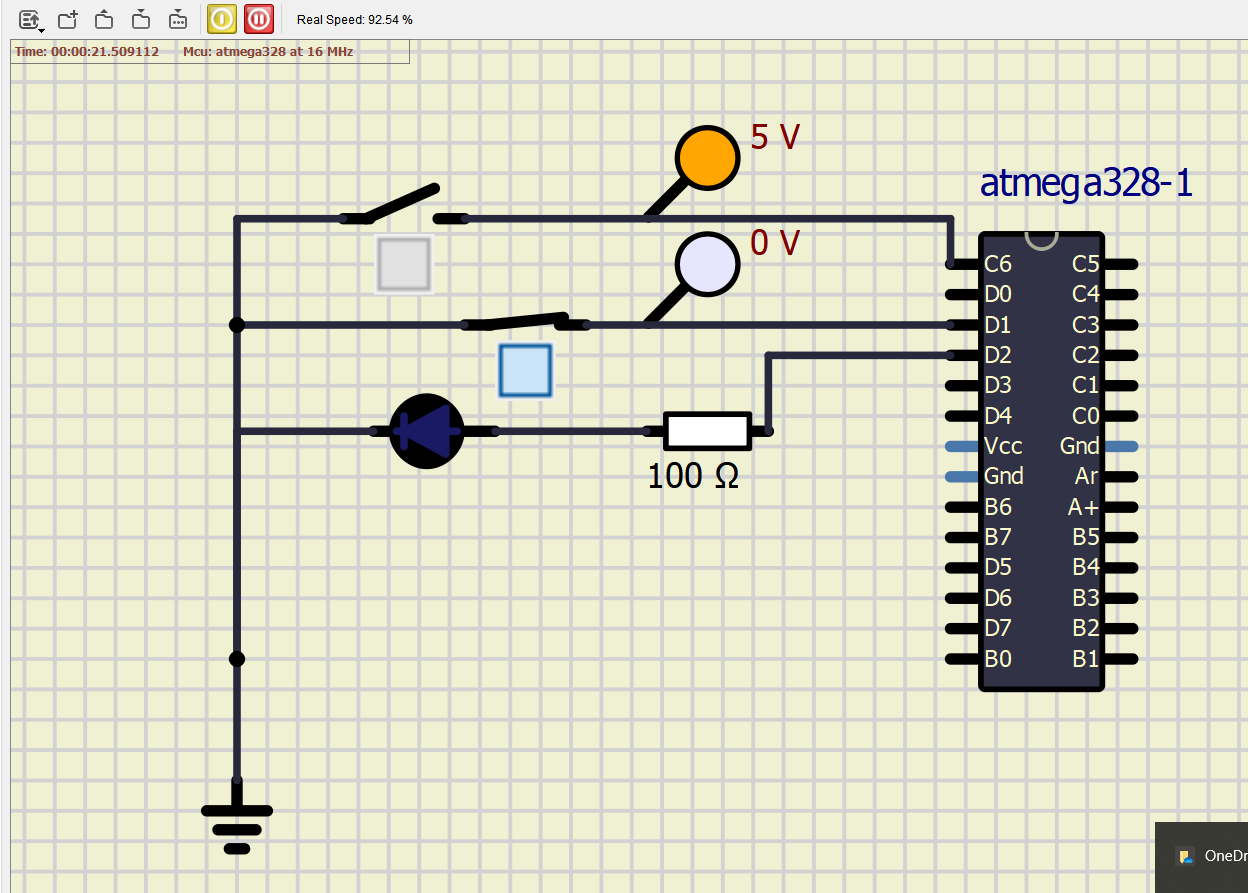 Real Speed: 92.54 %
Time: 00:00:21.509112 Mcu: atmega328 at 16 MHz
5 V
atmega328-1
0 V
C6 C5
D0 C4
D1 C3
D2 C2
D3 C1
D4 C0
Vcc Gnd
Gnd Ar
B6 A+
B7 B5
D5 B4
D6 B3
D7 B2
B0 B1
100 Ω
OneDr